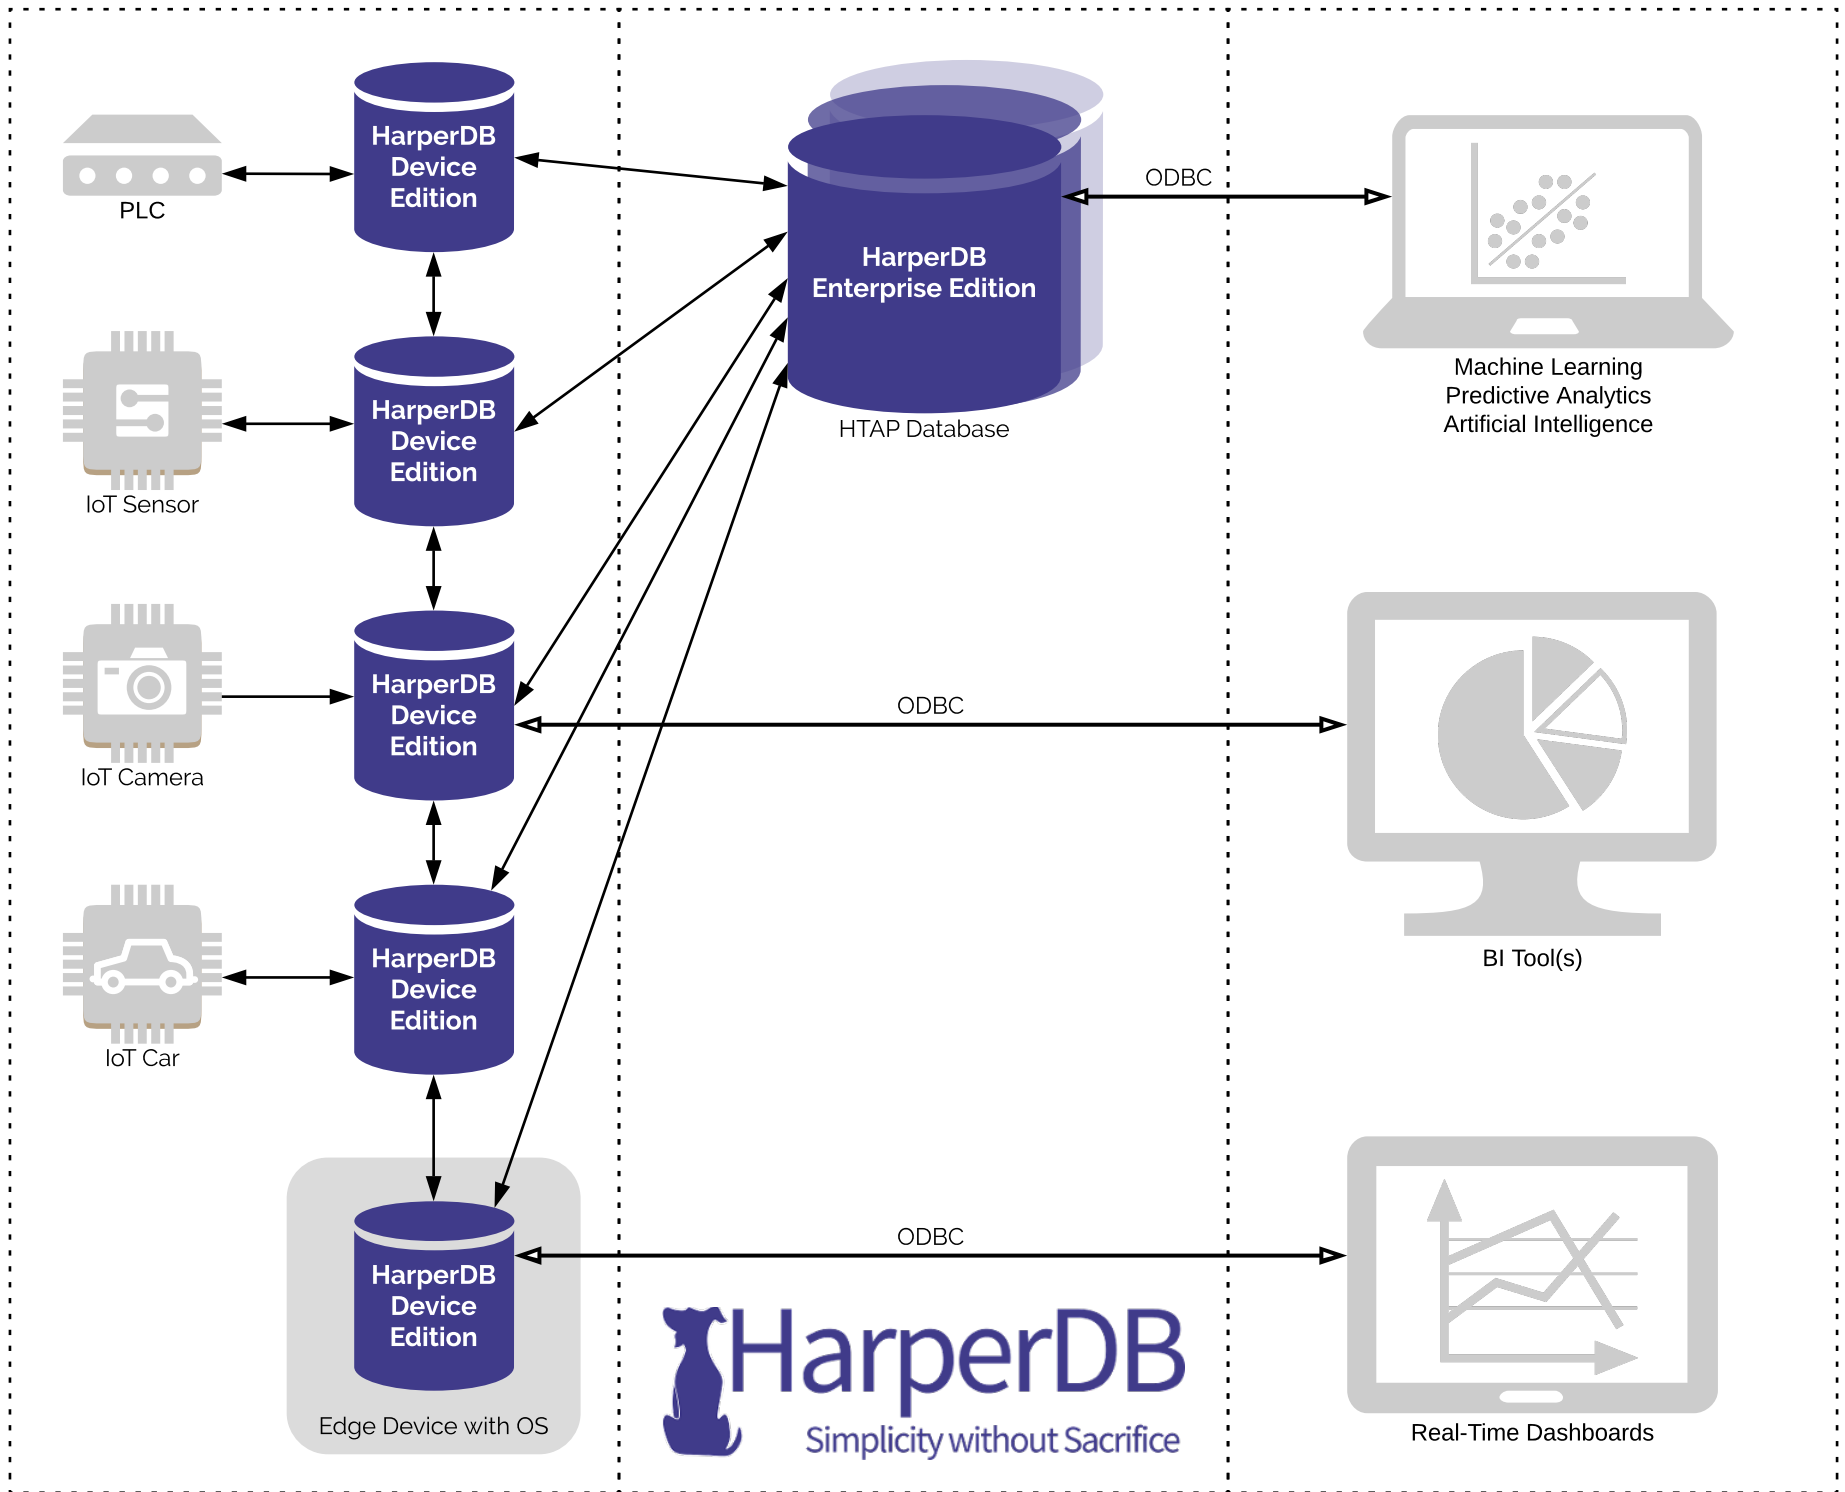 HarperDB
Device
Edition
PLC
HarperDB
Enterprise Edition
HTAP Database
ODBC
Machine Learning
Predictive Analytics
Artificial Intelligence
HarperDB
Device
Edition
IoT Sensor
HarperDB
Device
Edition
IoT Camera
ODBC
BI Tool(s)
HarperDB
Device
Edition
IoT Car
HarperDB
Device
Edition
Edge Device with OS
ODBC
Real-Time Dashboards
HarperDB
Simplicity without Sacrifice